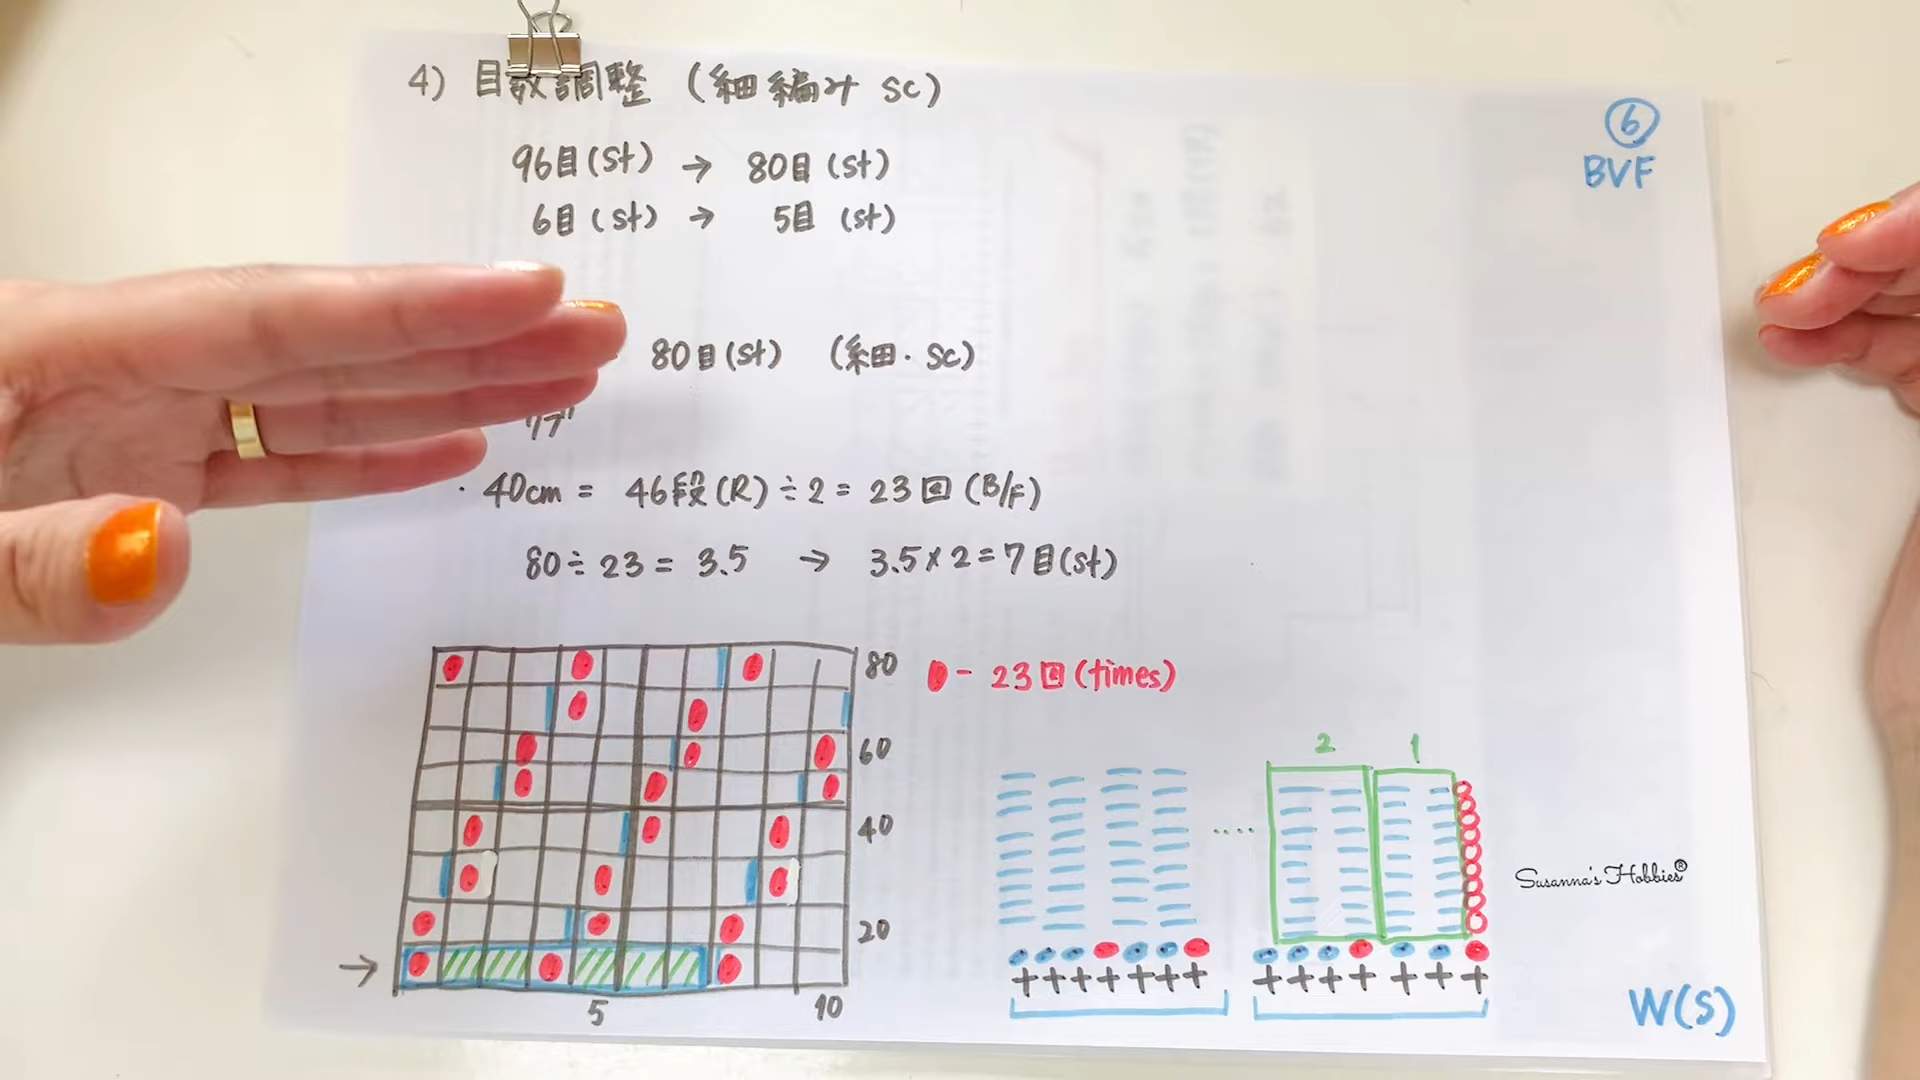 4) 目数調整 (細編み sc)
⑥
BVF
96目(st) → 80目(st)
6目(st) → 5目(st)
80目(st) (細・sc)
・40cm = 46段(R)÷2 = 23回(B/F)
80÷23 = 3.5 → 3.5×2=7目(st)
80
60
40
20
→
5
10
- 23回(times)
2 1
....
+++++++ +++++++
Susanna's Hobbies®
W(S)